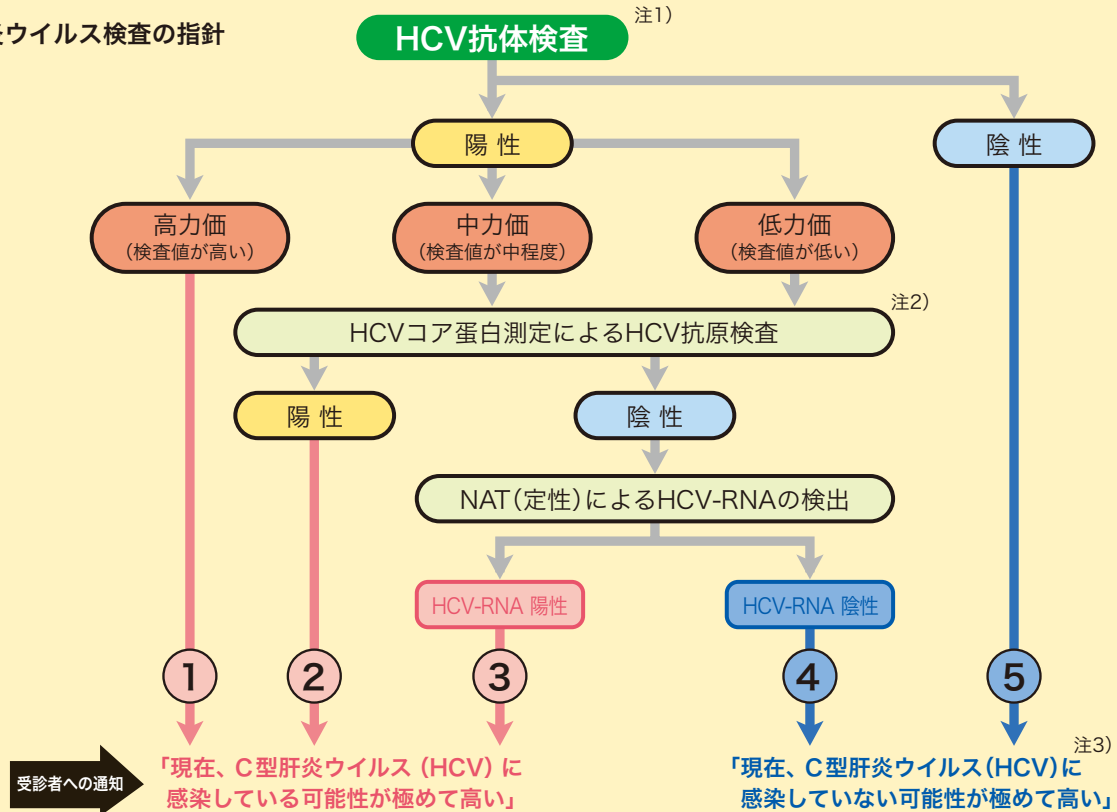 ウイルス検査の指針
HCV抗体検査
注1)
陽 性
陰 性
高力価
(検査値が高い)
中力価
(検査値が中程度)
低力価
(検査値が低い)
注2)
HCVコア蛋白測定によるHCV抗原検査
陽 性
陰 性
NAT(定性)によるHCV-RNAの検出
HCV-RNA 陽性
HCV-RNA 陰性
1
2
3
4
5
注3)
受診者への通知
「現在、C型肝炎ウイルス(HCV)に
感染している可能性が極めて高い」
「現在、C型肝炎ウイルス(HCV)に
感染していない可能性が極めて高い」